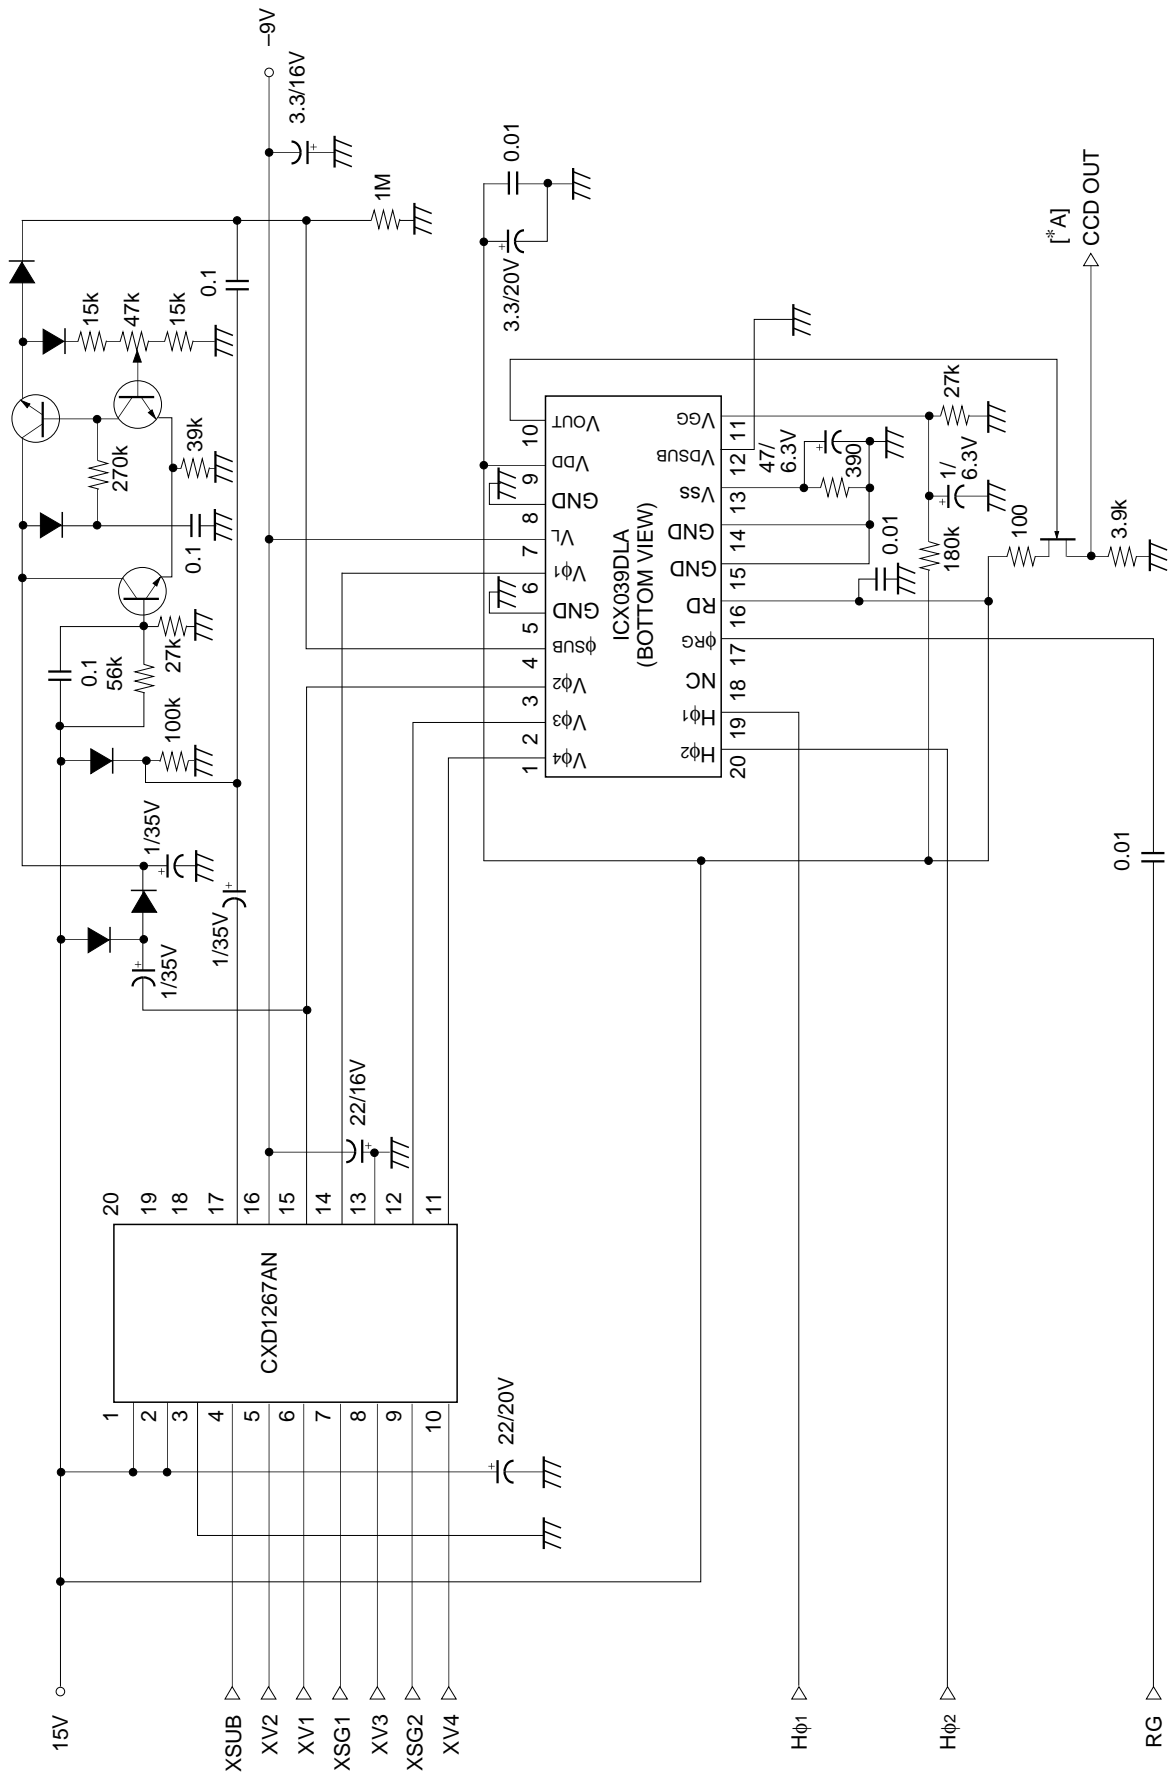 15V
XSUB
XV2
XV1
XSG1
XV3
XSG2
XV4
Hφ1
Hφ2
RG
22/20V
1
2
3
4
5
6
7
8
9
10
CXD1267AN
20
19
18
17
16
15
14
13
12
11
22/16V
1/35V
1/35V
1/35V
100k
56k
0.1
27k
0.1
270k
39k
15k
47k
15k
0.1
1M
–9V
3.3/16V
3.3/20V
0.01
ICX039DLA
(BOTTOM VIEW)
1
2
3
4
5
6
7
8
9
10
Vφ4
Vφ3
Vφ2
φSUB
GND
Vφ1
VL
GND
VDD
VOUT
20
19
18
17
16
15
14
13
12
11
Hφ2
Hφ1
NC
φRG
RD
GND
GND
VSS
VDSUB
VGG
47/
6.3V
390
0.01
180k
1/
6.3V
27k
100
3.9k
0.01
[*A]
CCD OUT